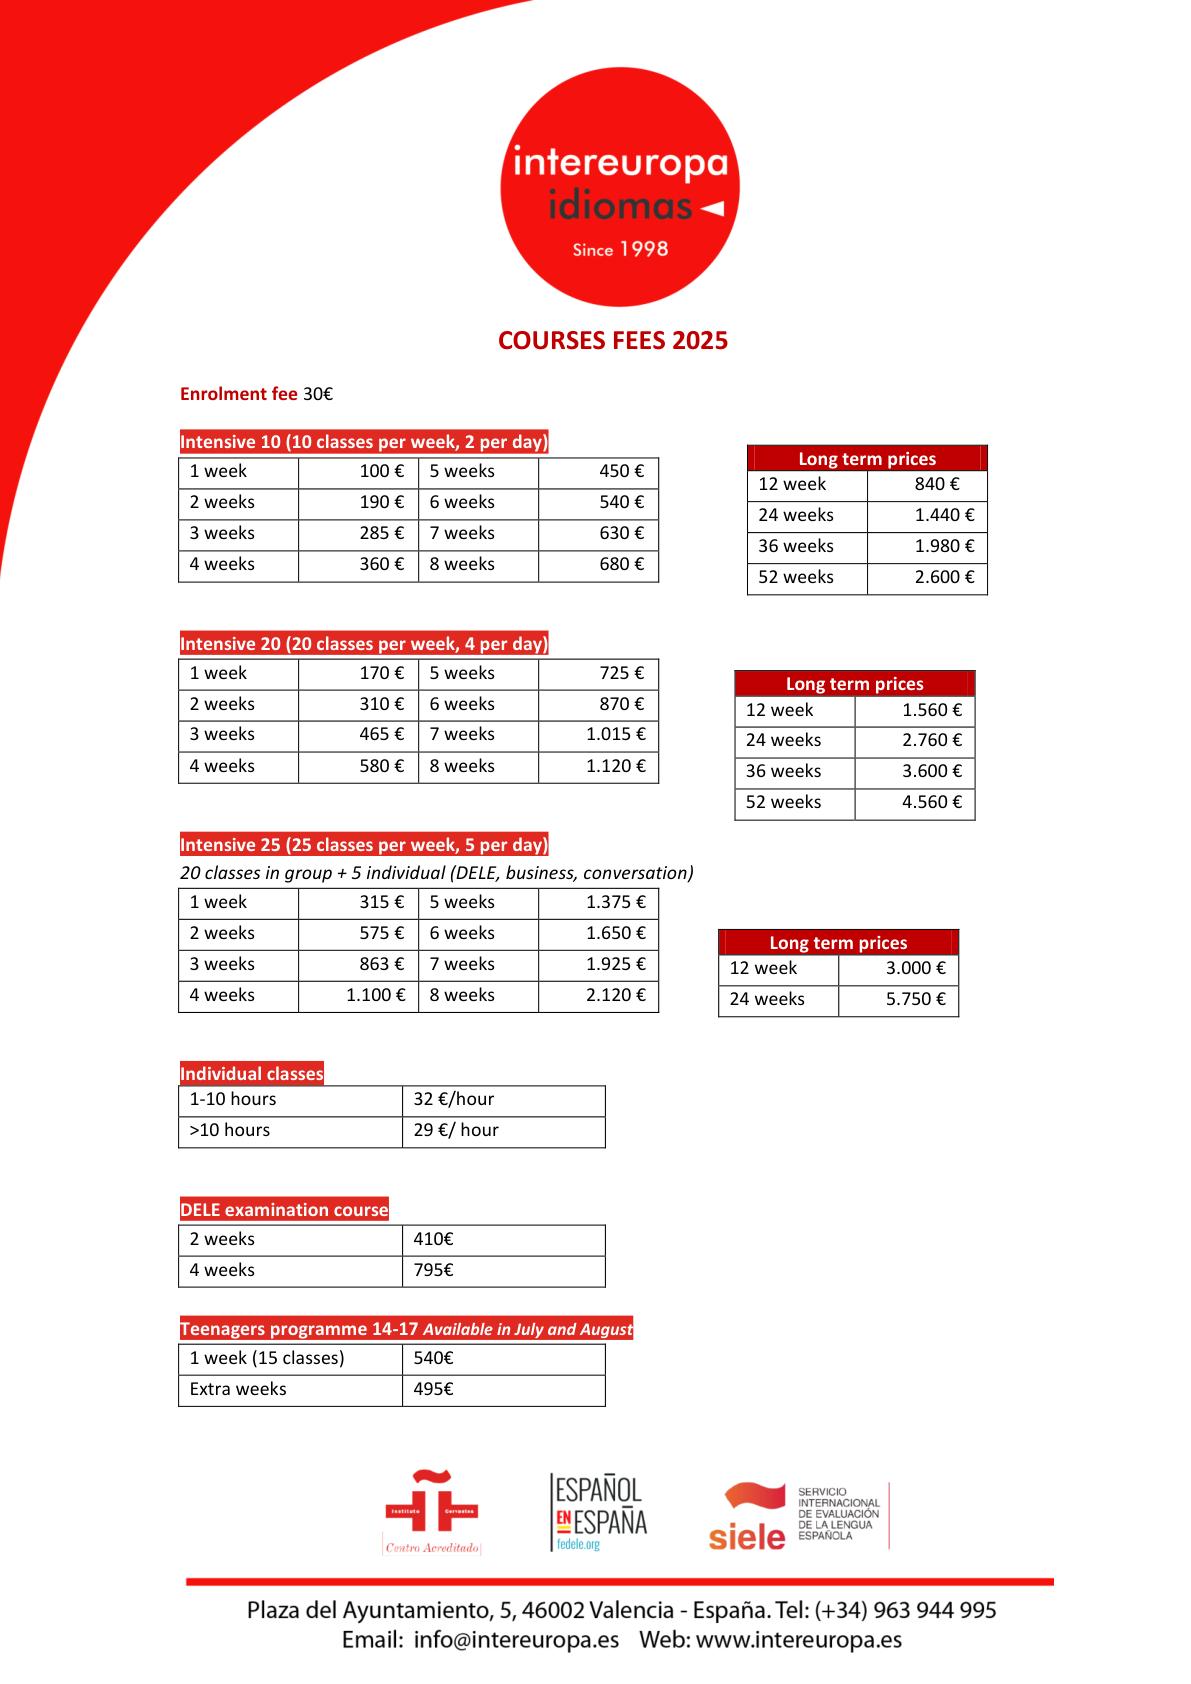 intereuropa
idiomas
Since 1998
COURSES FEES 2025
Enrolment fee 30€
Intensive 10 (10 classes per week, 2 per day)
1 week 100 € 5 weeks 450 €
2 weeks 190 € 6 weeks 540 €
3 weeks 285 € 7 weeks 630 €
4 weeks 360 € 8 weeks 680 €
Long term prices
12 week 840 €
24 weeks 1.440 €
36 weeks 1.980 €
52 weeks 2.600 €
Intensive 20 (20 classes per week, 4 per day)
1 week 170 € 5 weeks 725 €
2 weeks 310 € 6 weeks 870 €
3 weeks 465 € 7 weeks 1.015 €
4 weeks 580 € 8 weeks 1.120 €
Long term prices
12 week 1.560 €
24 weeks 2.760 €
36 weeks 3.600 €
52 weeks 4.560 €
Intensive 25 (25 classes per week, 5 per day)
20 classes in group + 5 individual (DELE, business, conversation)
1 week 315 € 5 weeks 1.375 €
2 weeks 575 € 6 weeks 1.650 €
3 weeks 863 € 7 weeks 1.925 €
4 weeks 1.100 € 8 weeks 2.120 €
Long term prices
12 week 3.000 €
24 weeks 5.750 €
Individual classes
1-10 hours 32 €/hour
>10 hours 29 €/ hour
DELE examination course
2 weeks 410€
4 weeks 795€
Teenagers programme 14-17 Available in July and August
1 week (15 classes) 540€
Extra weeks 495€
Instituto Cervantes
Centro Acreditado
ESPAÑOL
EN ESPAÑA
fedele.org
siele
SERVICIO
INTERNACIONAL
DE EVALUACIÓN
DE LA LENGUA
ESPAÑOLA
Plaza del Ayuntamiento, 5, 46002 Valencia - España. Tel: (+34) 963 944 995
Email: info@intereuropa.es Web: www.intereuropa.es